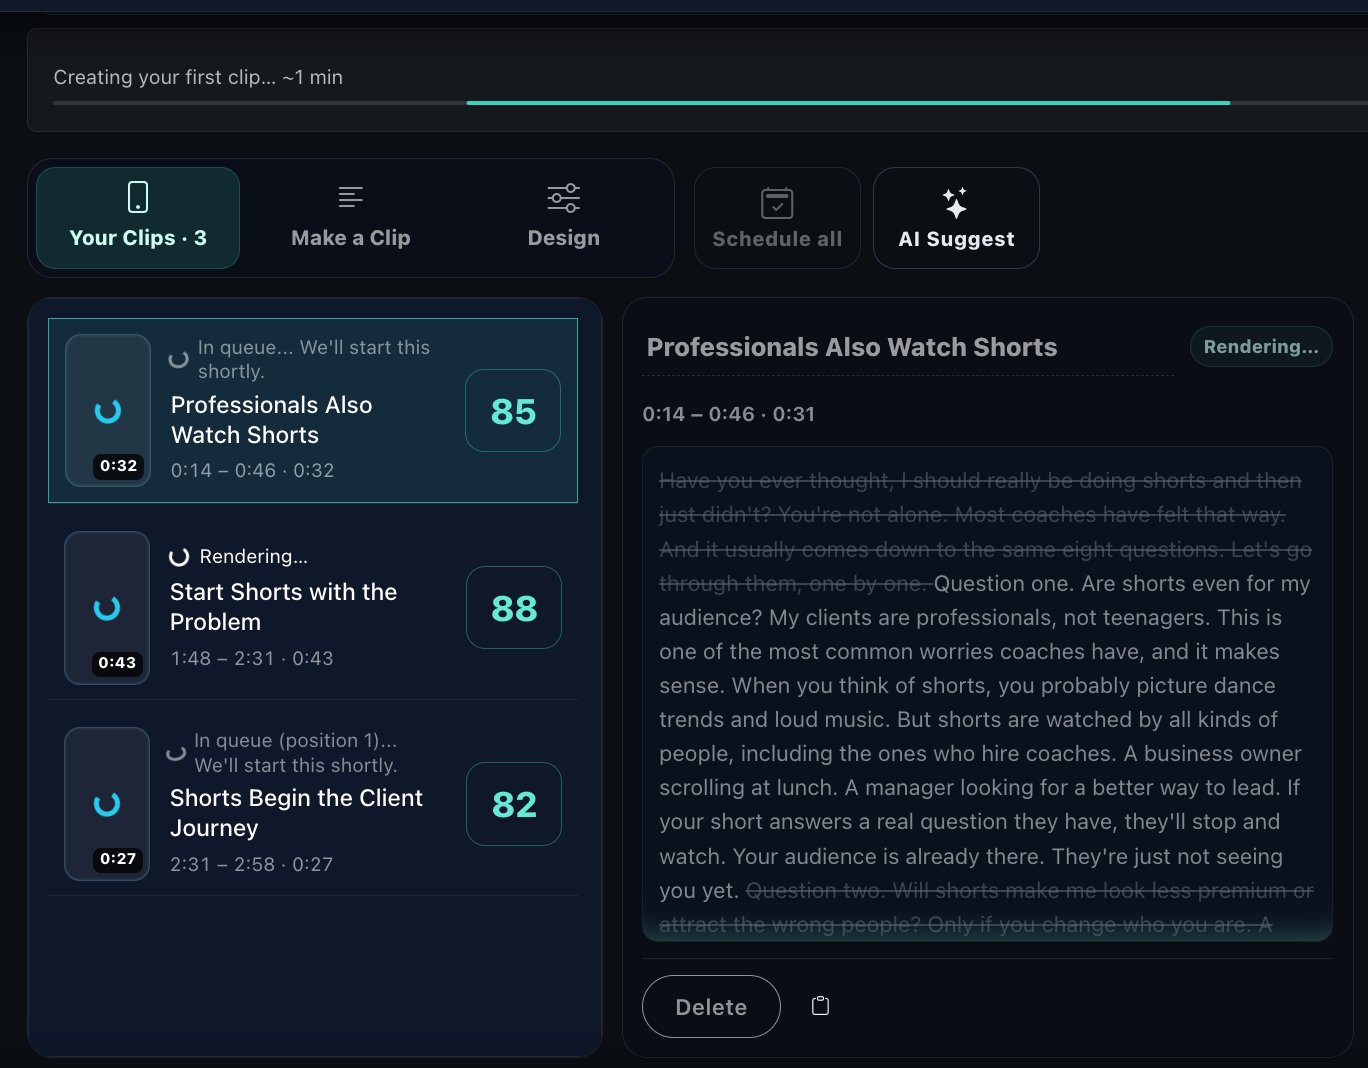 Creating your first clip... ~1 min
Your Clips · 3
Make a Clip
Design
Schedule all
AI Suggest
In queue... We'll start this
shortly.
Professionals Also
Watch Shorts
0:14 – 0:46 · 0:32
0:32
85
Rendering...
Start Shorts with the
Problem
1:48 – 2:31 · 0:43
0:43
88
In queue (position 1)...
We'll start this shortly.
Shorts Begin the Client
Journey
2:31 – 2:58 · 0:27
0:27
82
Professionals Also Watch Shorts
Rendering...
0:14 – 0:46 · 0:31
Have you ever thought, I should really be doing shorts and then
just didn't? You're not alone. Most coaches have felt that way.
And it usually comes down to the same eight questions. Let's go
through them, one by one. Question one. Are shorts even for my
audience? My clients are professionals, not teenagers. This is
one of the most common worries coaches have, and it makes
sense. When you think of shorts, you probably picture dance
trends and loud music. But shorts are watched by all kinds of
people, including the ones who hire coaches. A business owner
scrolling at lunch. A manager looking for a better way to lead. If
your short answers a real question they have, they'll stop and
watch. Your audience is already there. They're just not seeing
you yet. Question two. Will shorts make me look less premium or
attract the wrong people? Only if you change who you are. A
Delete